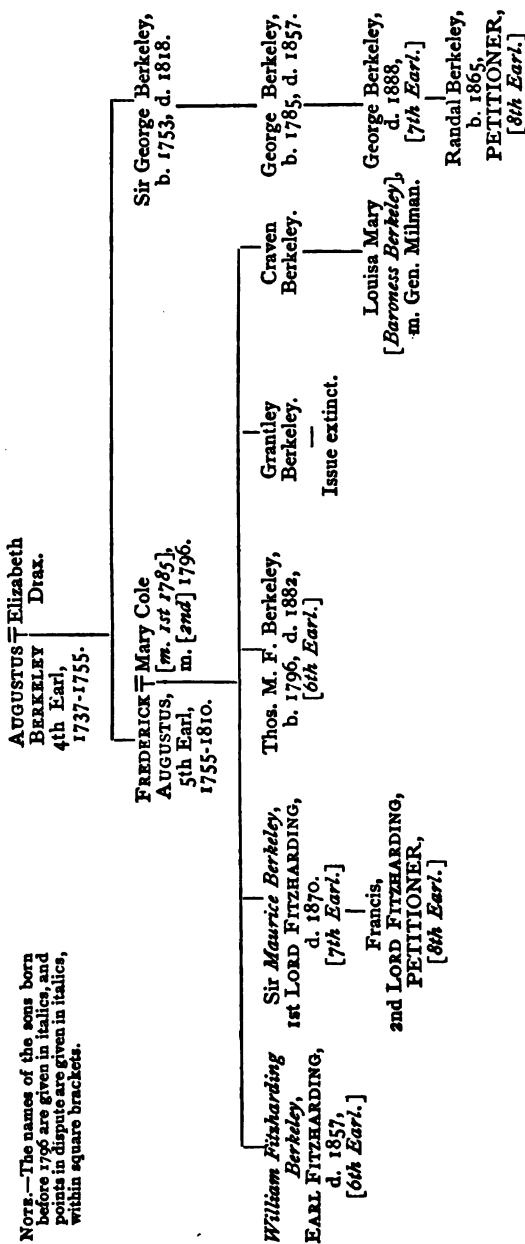 NOTE.—The names of the sons born
before 1796 are given in italics, and
points in dispute are given in italics,
within square brackets.
AUGUSTUS = Elizabeth
BERKELEY Drax.
4th Earl,
1737-1755.
FREDERICK = Mary Cole
AUGUSTUS, [m. 1st 1785],
5th Earl, m. [2nd] 1796.
1755-1810.
Sir George Berkeley,
b. 1753, d. 1818.
William Fitzharding
Berkeley,
EARL FITZHARDING,
d. 1857,
[6th Earl.]
Sir Maurice Berkeley,
1ST LORD FITZHARDING,
d. 1870.
[7th Earl.]
Thos. M. F. Berkeley,
b. 1796, d. 1882,
[6th Earl.]
Grantley
Berkeley.
Issue extinct.
Craven
Berkeley.
George Berkeley,
b. 1785, d. 1857.
Francis,
2nd LORD FITZHARDING,
PETITIONER,
[8th Earl.]
Louisa Mary
[Baroness Berkeley],
m. Gen. Milman.
George Berkeley,
d. 1888,
[7th Earl.]
Randal Berkeley,
b. 1865,
PETITIONER,
[8th Earl.]